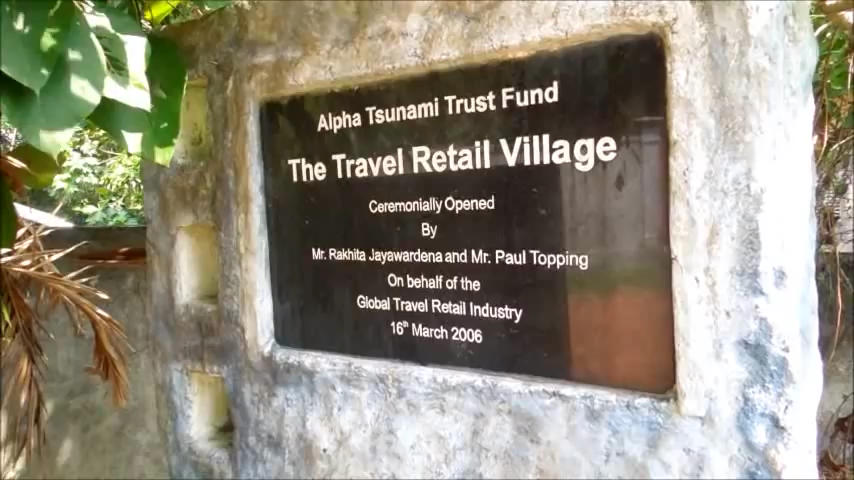 Alpha Tsunami Trust Fund
The Travel Retail Village
Ceremonially Opened
By
Mr. Rakhita Jayawardena and Mr. Paul Topping
on behalf of the
Global Travel Retail Industry
16th March 2006.